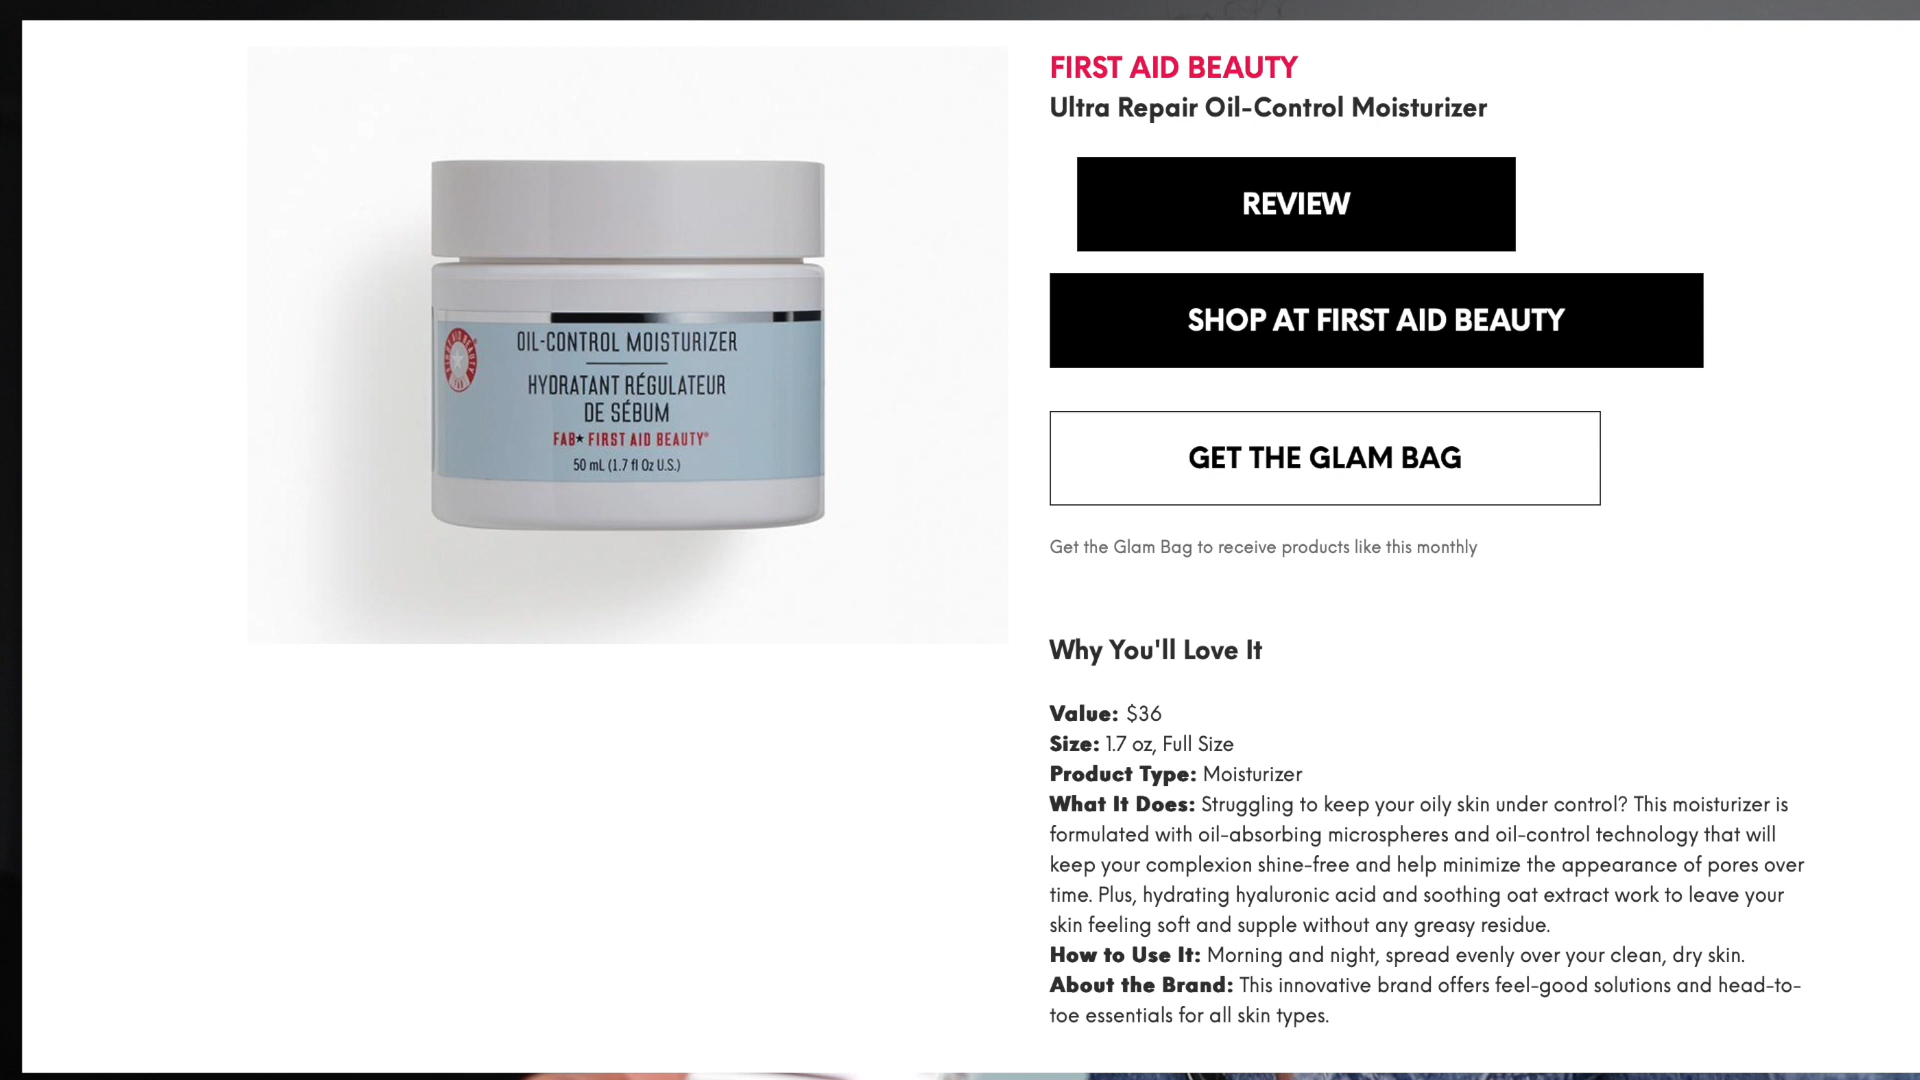 OIL-CONTROL MOISTURIZER
HYDRATANT RÉGULATEUR
DE SÉBUM
FAB★ FIRST AID BEAUTY®
50 mL (1.7 fl Oz U.S.)
FIRST AID BEAUTY
FAB
FIRST AID BEAUTY
Ultra Repair Oil-Control Moisturizer
REVIEW
SHOP AT FIRST AID BEAUTY
GET THE GLAM BAG
Get the Glam Bag to receive products like this monthly
Why You'll Love It
Value: $36
Size: 1.7 oz, Full Size
Product Type: Moisturizer
What It Does: Struggling to keep your oily skin under control? This moisturizer is
formulated with oil-absorbing microspheres and oil-control technology that will
keep your complexion shine-free and help minimize the appearance of pores over
time. Plus, hydrating hyaluronic acid and soothing oat extract work to leave your
skin feeling soft and supple without any greasy residue.
How to Use It: Morning and night, spread evenly over your clean, dry skin.
About the Brand: This innovative brand offers feel-good solutions and head-to-
toe essentials for all skin types.